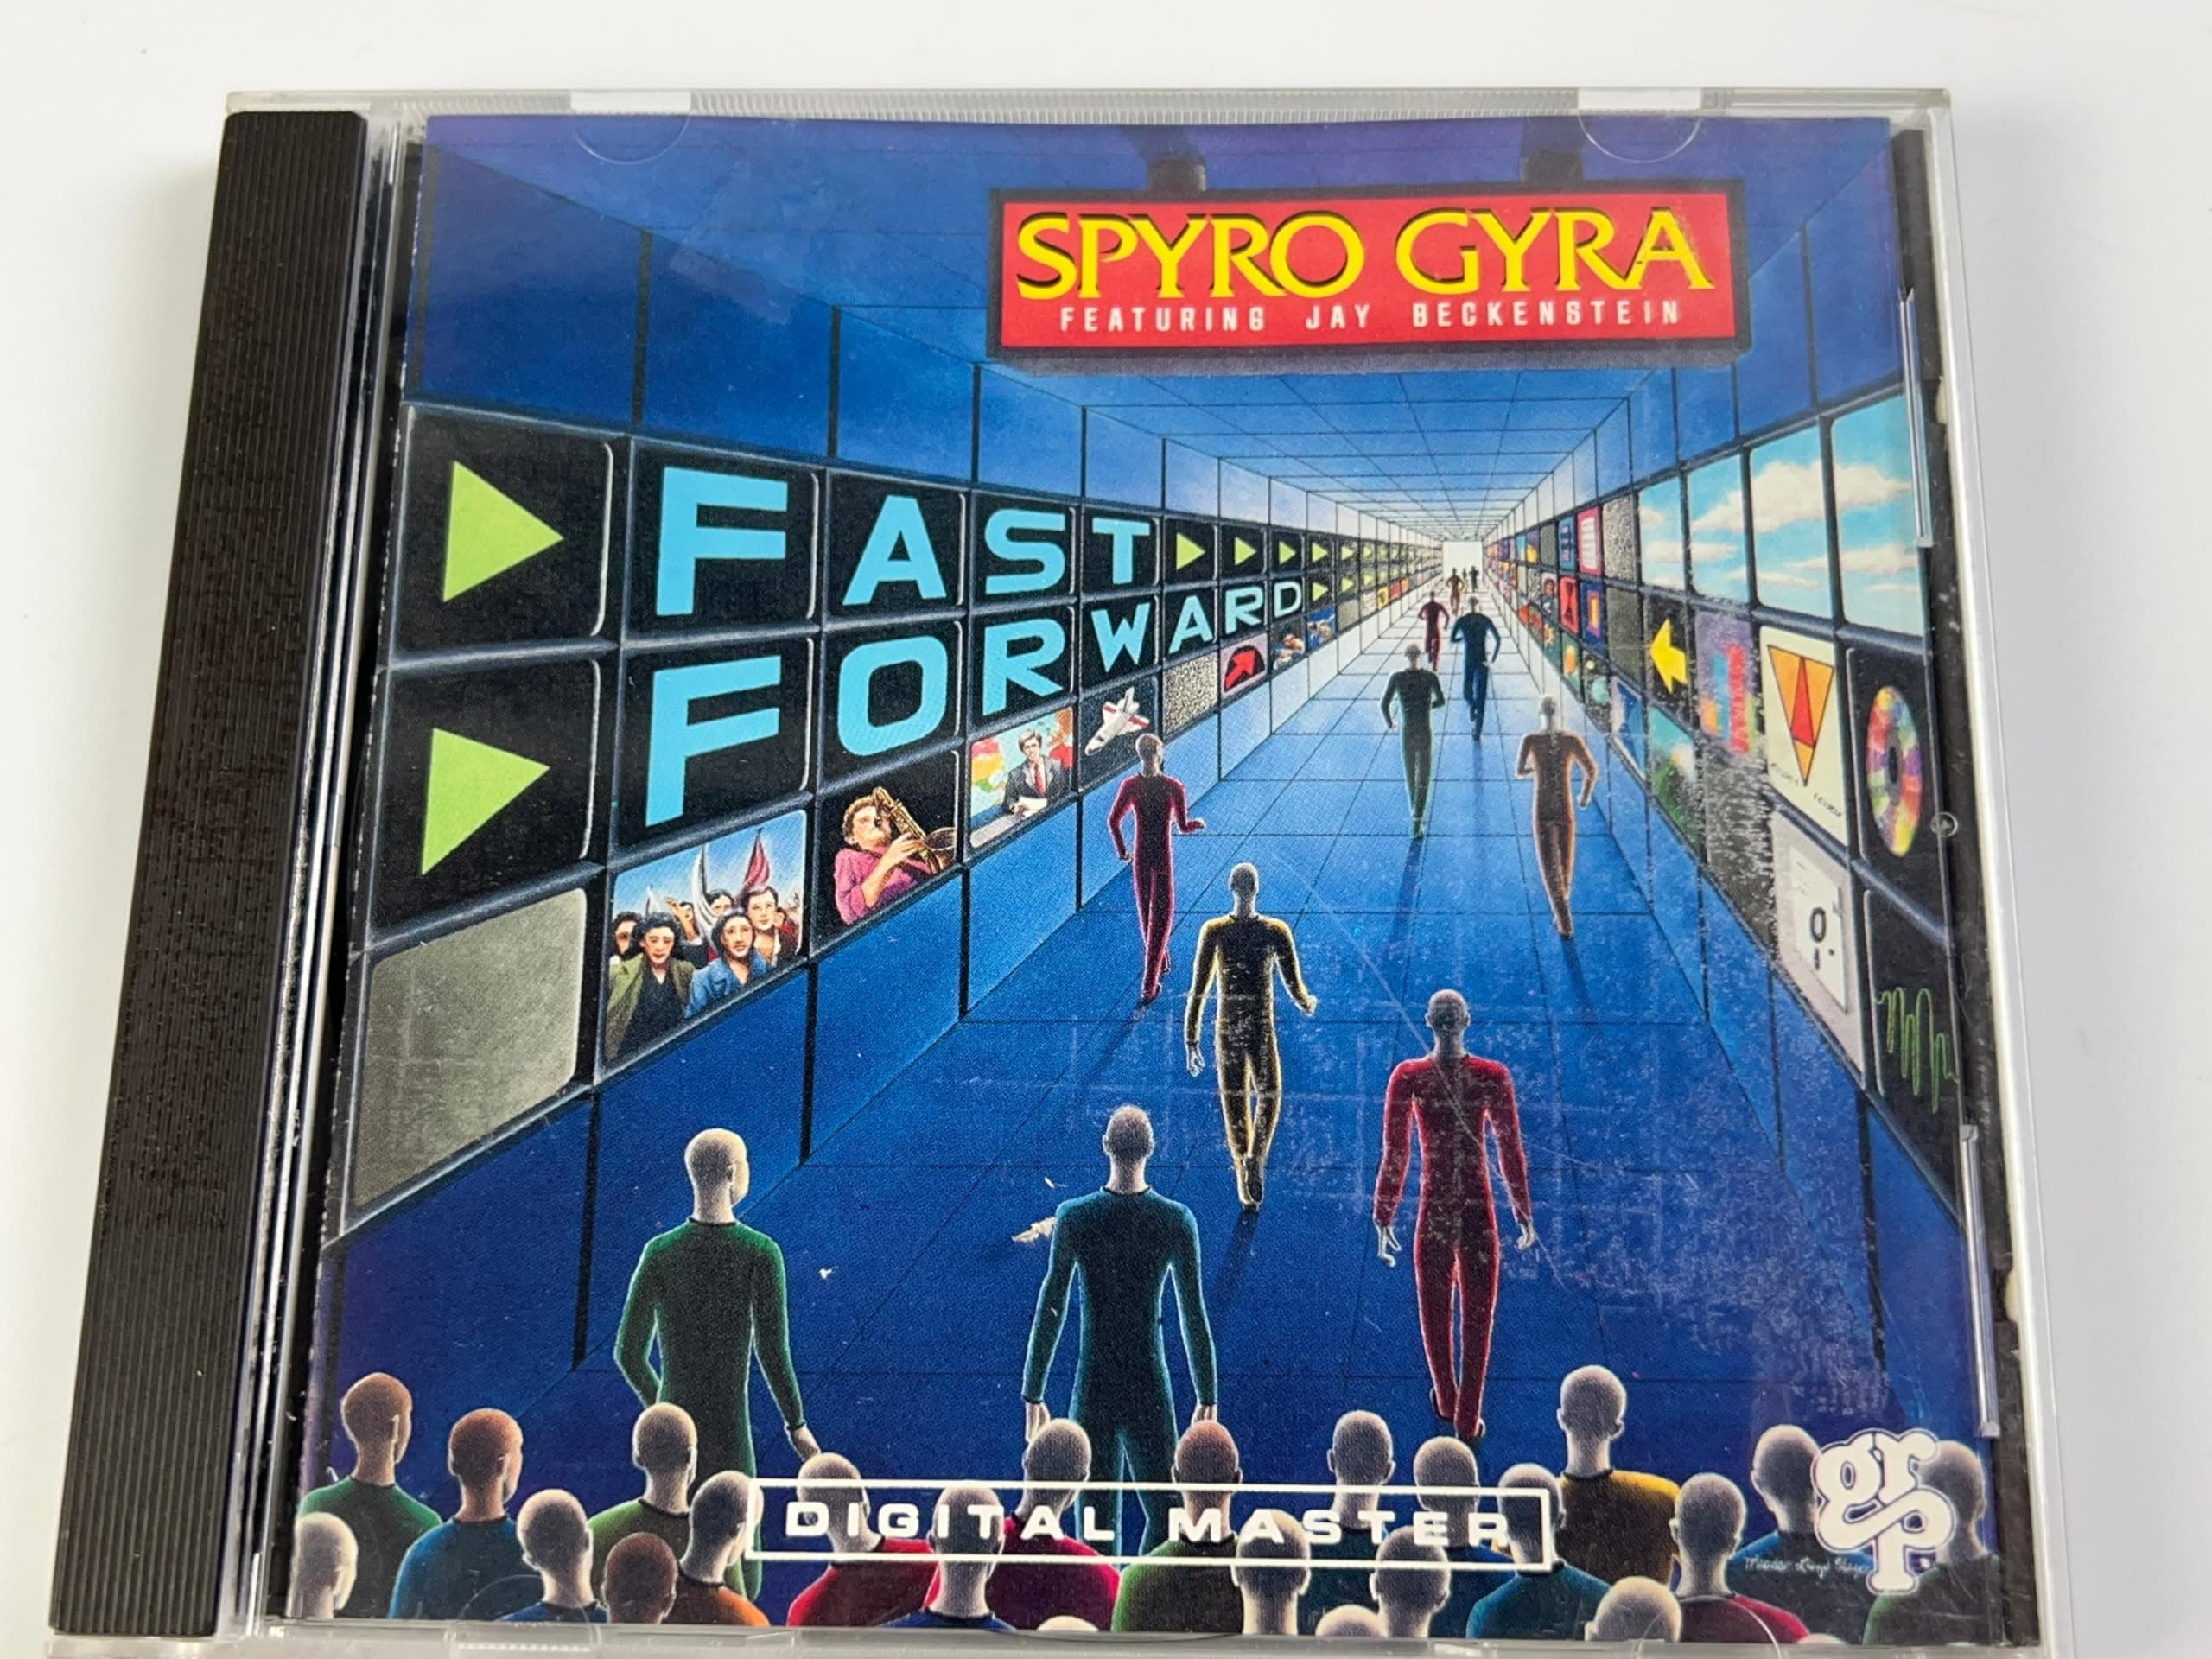 SPYRO GYRA
FEATURING JAY BECKENSTEIN
FAST
FORWARD
DIGITAL MASTER
grp